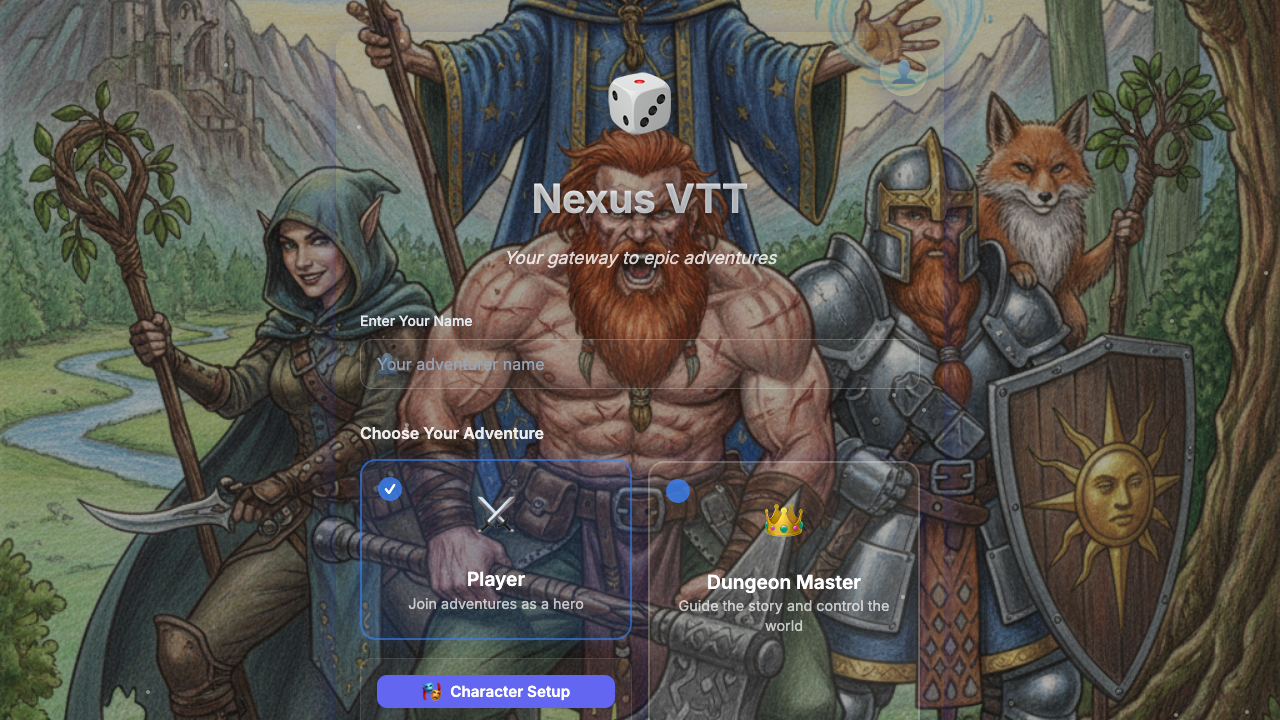 Nexus VTT
Your gateway to epic adventures
Enter Your Name
Your adventurer name
Choose Your Adventure
Player
Join adventures as a hero
Dungeon Master
Guide the story and control the
world
Character Setup